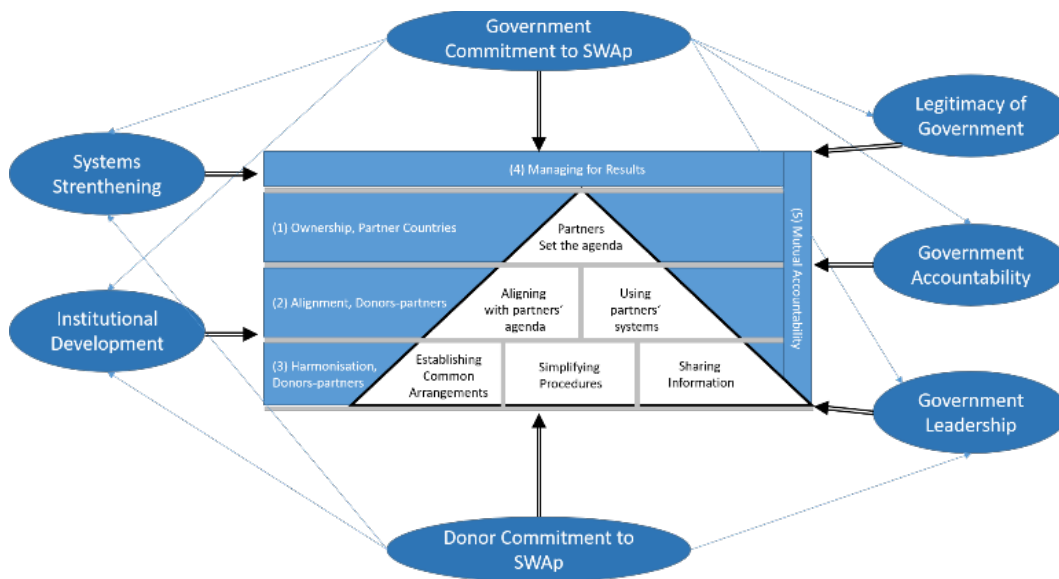 Government
Commitment to SWAp
Legitimacy of
Government
Systems
Strenthening
(4) Managing for Results
(1) Ownership, Partner Countries
Partners
Set the agenda
(5) Mutual Accountability
Government
Accountability
(2) Alignment, Donors-partners
Aligning
with partners'
agenda
Using
partners'
systems
Institutional
Development
(3) Harmonisation,
Donors-partners
Establishing
Common
Arrangements
Simplifying
Procedures
Sharing
Information
Government
Leadership
Donor Commitment to
SWAp